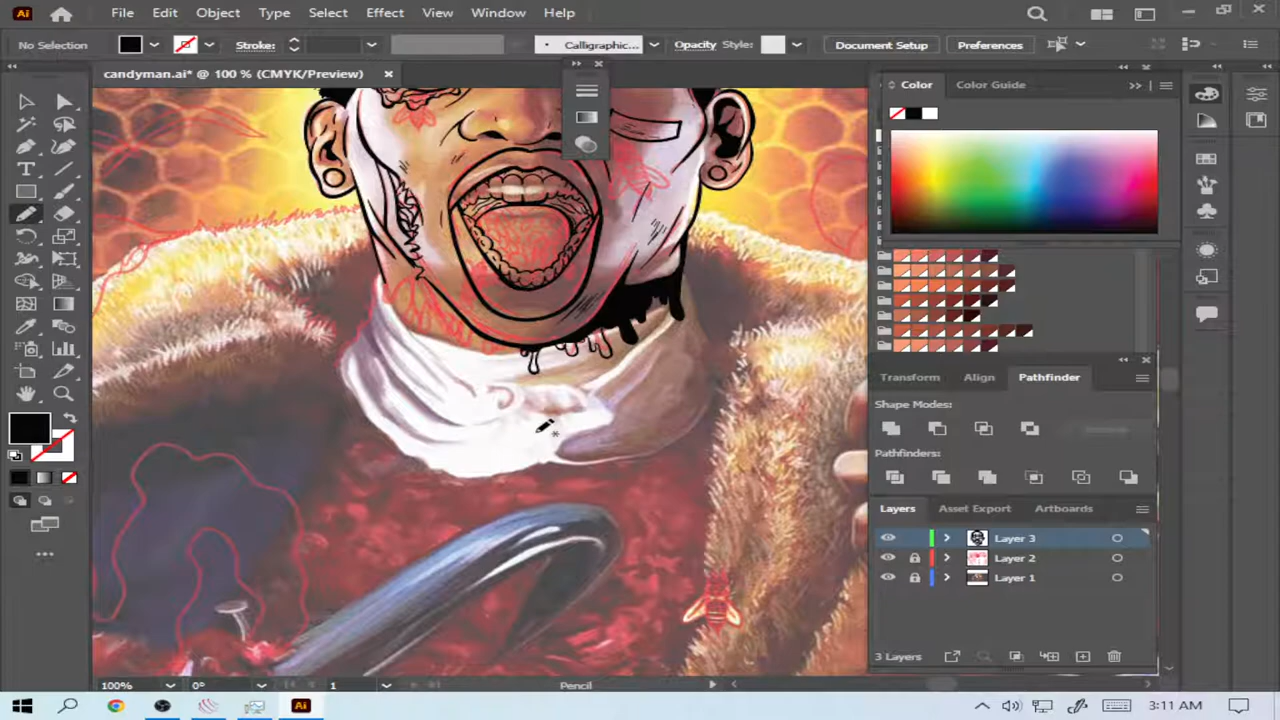 Ai File Edit Object Type Select Effect View Window Help
No Selection Stroke: Calligraphic... Opacity Style: Document Setup Preferences
candyman.ai* @ 100 % (CMYK/Preview)
Color Color Guide
Transform Align Pathfinder
Shape Modes:
Pathfinders:
Layers Asset Export Artboards
Layer 3
Layer 2
Layer 1
3 Layers
100% 0° 1 Pencil
Ai 3:11 AM